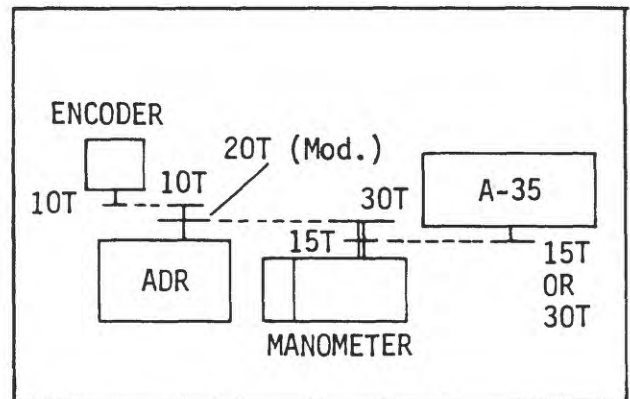 ENCODER
20T (Mod.)
10T
10T
30T
A-35
15T
15T
OR
30T
ADR
MANOMETER